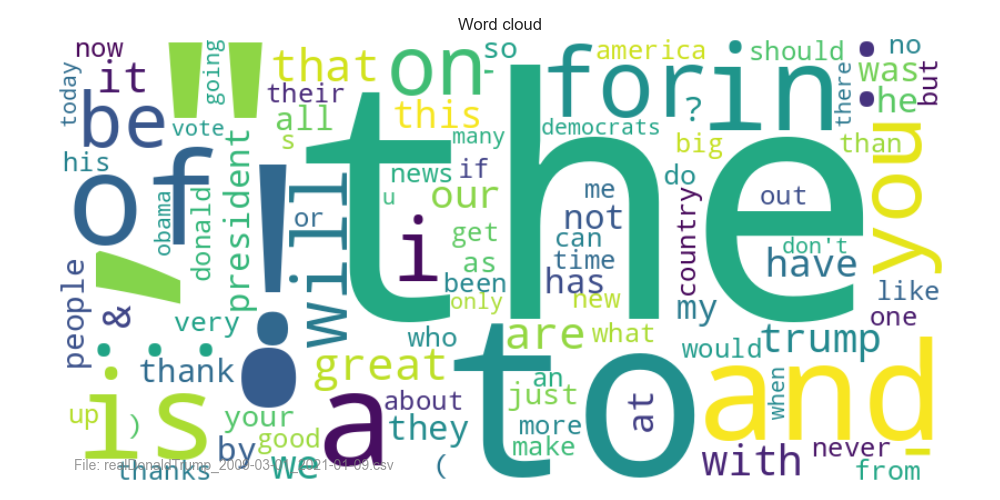 Word cloud
now
it
"
going
that
on
so
-
for
in
america
should
:
no
today
be
their
all
this
?
there
was
he
but
vote
s
many
democrats
big
than
his
of
obama
donald
president
!
or
will
the
news
if
u
i
our
me
not
do
out
you
get
as
can
time
country
don't
have
people
'
&
been
has
only
new
my
like
one
very
...
who
are
what
would
trump
thank
.
great
to
an
just
when
and
is
up
)
your
a
about
they
more
at
make
by
good
we
(
with
never
from
thanks
_
File: realDonaldTrump_2009-03-01_2021-01-09.csv